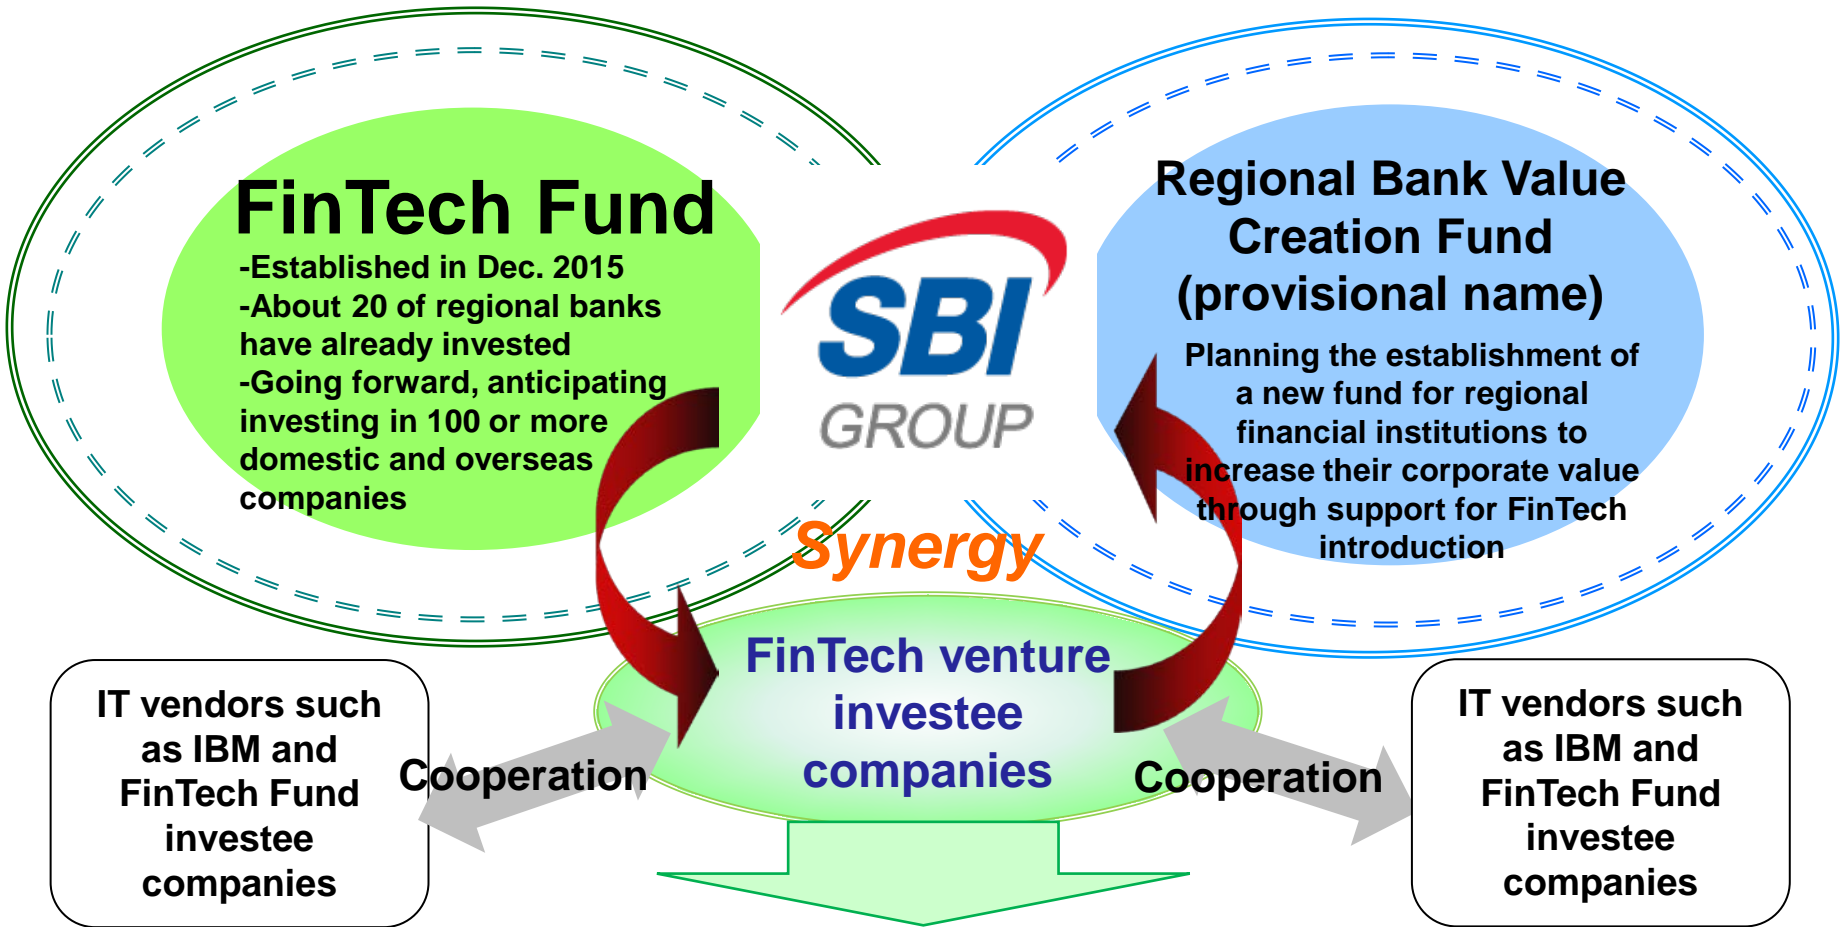 FinTech Fund
-Established in Dec. 2015
-About 20 of regional banks
have already invested
-Going forward, anticipating
investing in 100 or more
domestic and overseas
companies
SBI
GROUP
Regional Bank Value
Creation Fund
(provisional name)
Planning the establishment of
a new fund for regional
financial institutions to
increase their corporate value
through support for FinTech
introduction
Synergy
FinTech venture
investee
companies
IT vendors such
as IBM and
FinTech Fund
investee
companies
Cooperation
Cooperation
IT vendors such
as IBM and
FinTech Fund
investee
companies